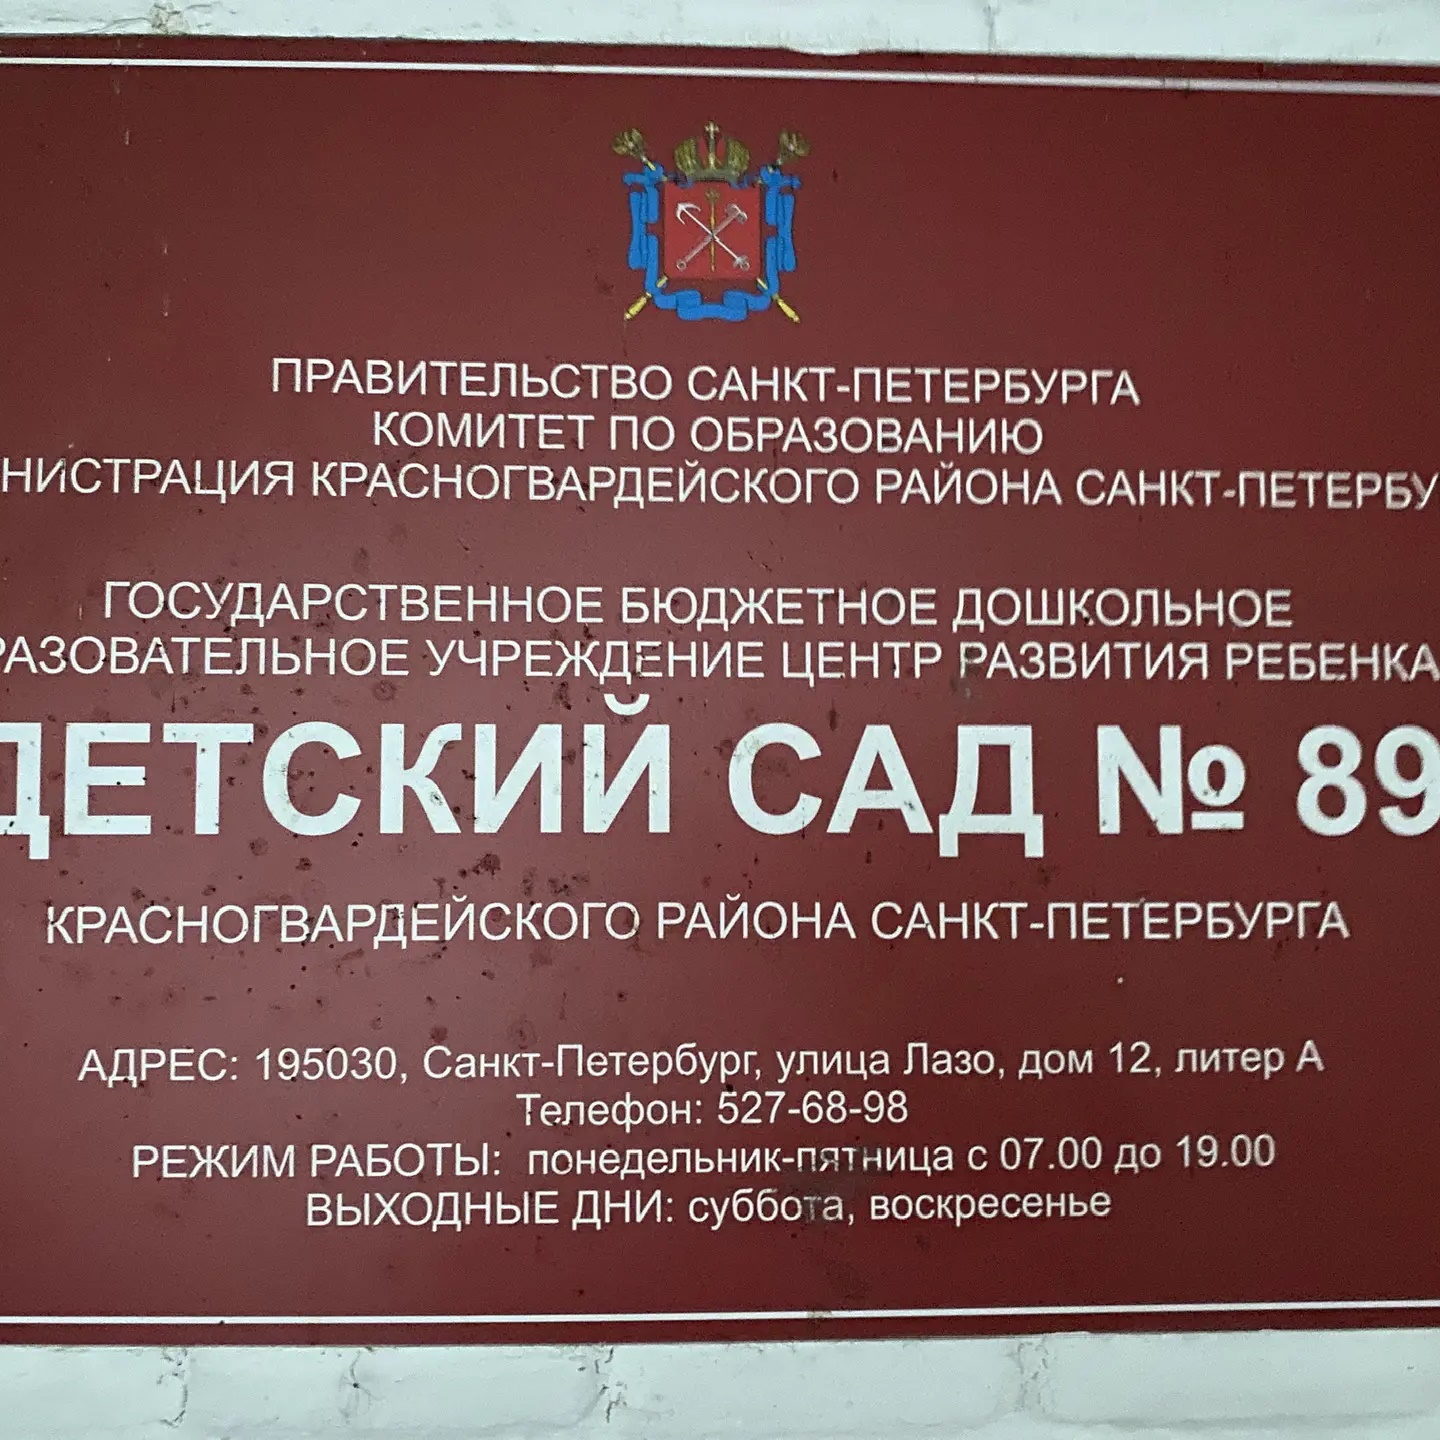 ПРАВИТЕЛЬСТВО САНКТ-ПЕТЕРБУРГА
КОМИТЕТ ПО ОБРАЗОВАНИЮ
НИСТРАЦИЯ КРАСНОГВАРДЕЙСКОГО РАЙОНА САНКТ-ПЕТЕРБУ
ГОСУДАРСТВЕННОЕ БЮДЖЕТНОЕ ДОШКОЛЬНОЕ
РАЗОВАТЕЛЬНОЕ УЧРЕЖДЕНИЕ ЦЕНТР РАЗВИТИЯ РЕБЕНКА
ДЕТСКИЙ САД № 89
КРАСНОГВАРДЕЙСКОГО РАЙОНА САНКТ-ПЕТЕРБУРГА
АДРЕС: 195030, Санкт-Петербург, улица Лазо, дом 12, литер А
Телефон: 527-68-98
РЕЖИМ РАБОТЫ: понедельник-пятница с 07.00 до 19.00
ВЫХОДНЫЕ ДНИ: суббота, воскресенье